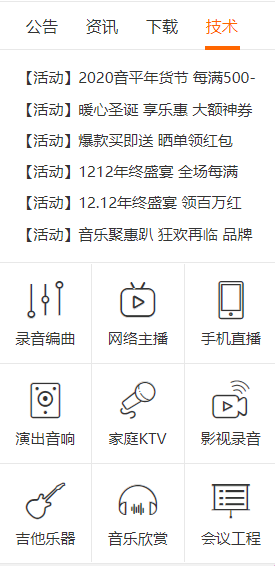 公告 资讯 下载 技术
【活动】2020音平年货节 每满500-
【活动】暖心圣诞 享乐惠 大额神券
【活动】爆款买即送 晒单领红包
【活动】1212年终盛宴 全场每满
【活动】12.12年终盛宴 领百万红
【活动】音乐聚惠趴 狂欢再临 品牌
录音编曲 网络主播 手机直播
演出音响 家庭KTV 影视录音
吉他乐器 音乐欣赏 会议工程